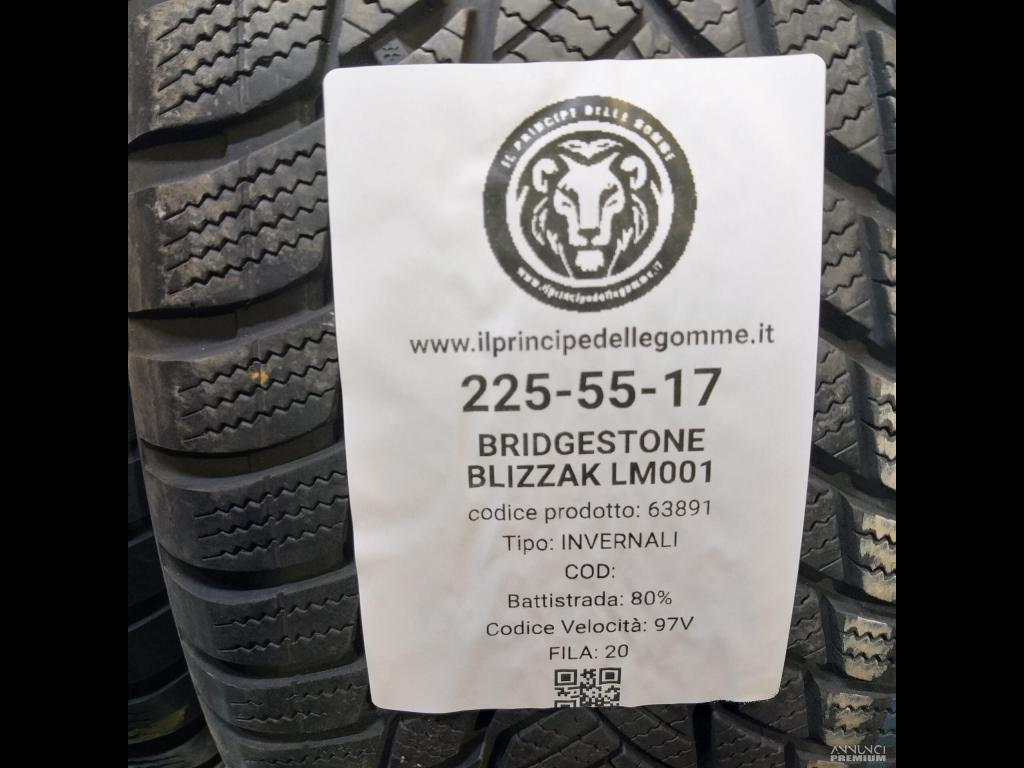 IL PRINCIPE DELLE GOMME
www.ilprincipedellegomme.it
www.ilprincipedellegomme.it
225-55-17
BRIDGESTONE
BLIZZAK LM001
codice prodotto: 63891
Tipo: INVERNALI
COD:
Battistrada: 80%
Codice Velocità: 97V
FILA: 20
ANNUNCI
PREMIUM